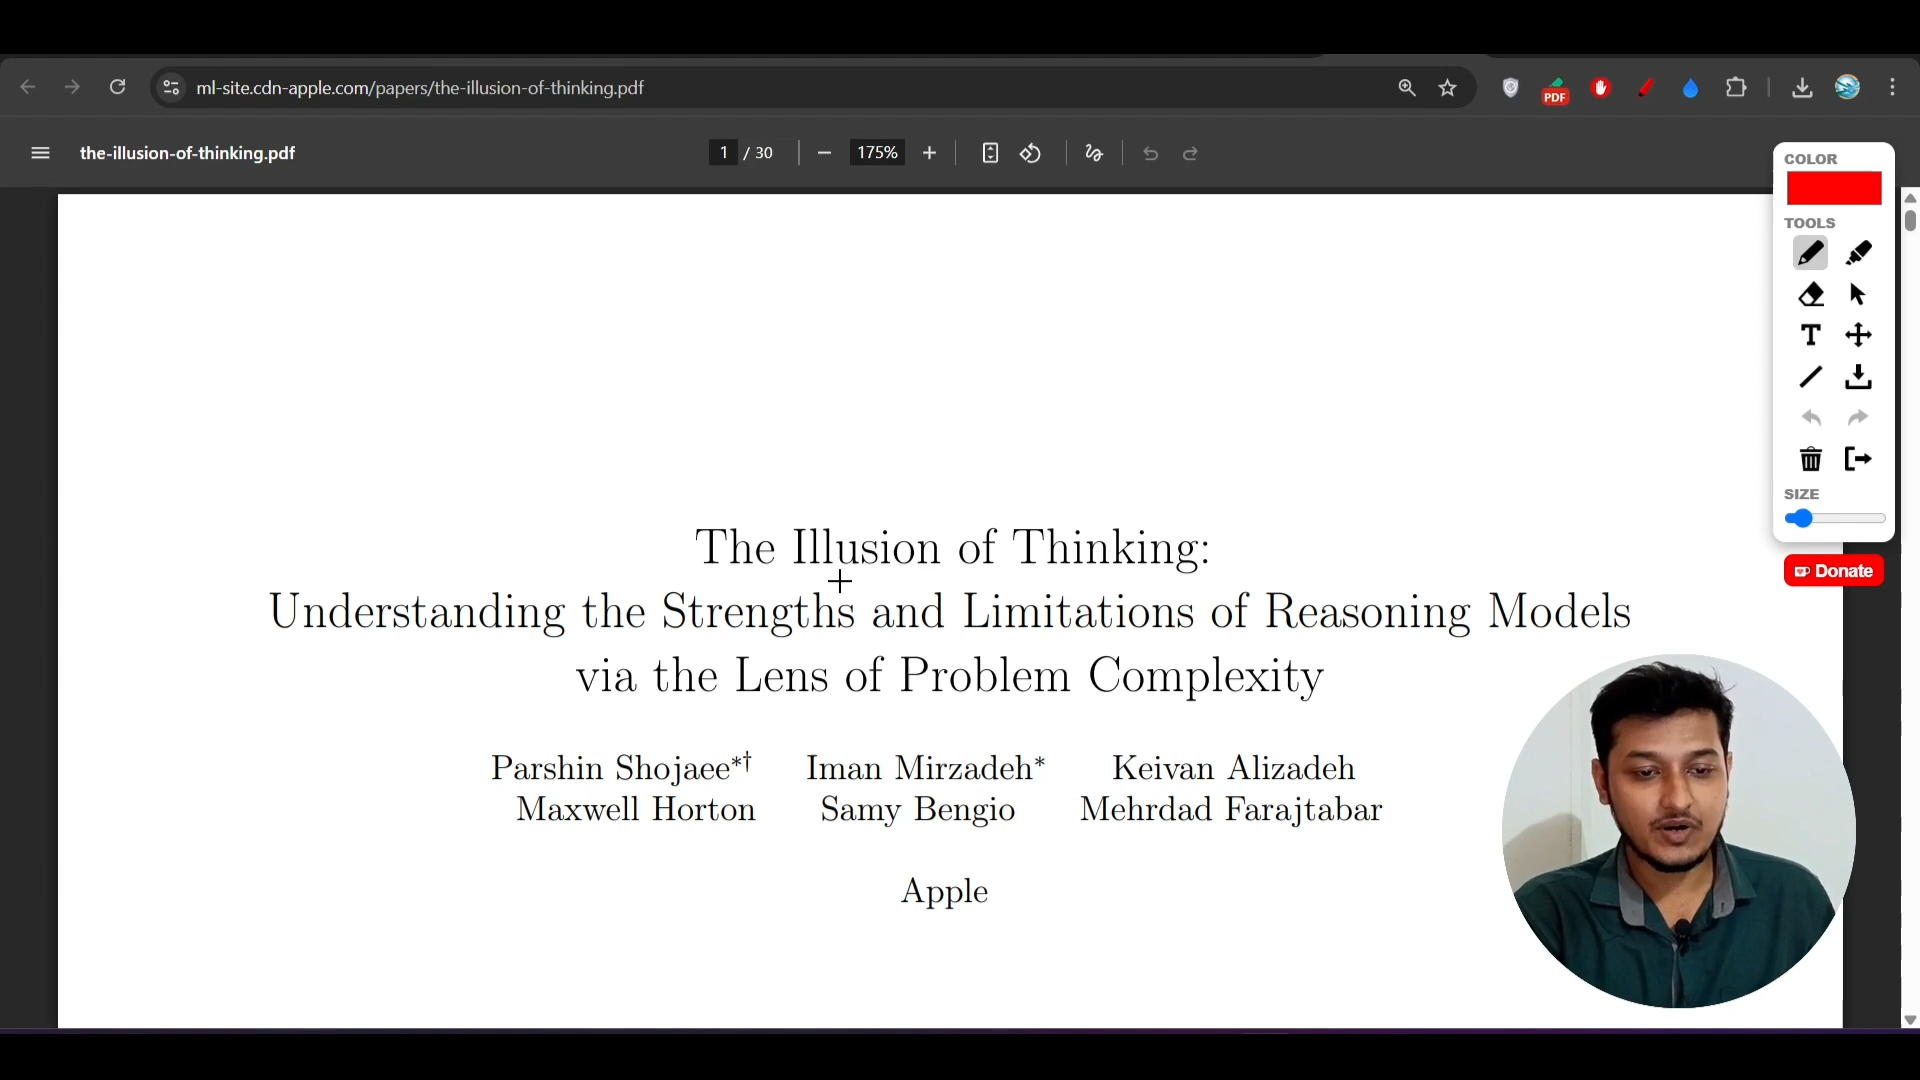 ml-site.cdn-apple.com/papers/the-illusion-of-thinking.pdf
PDF
the-illusion-of-thinking.pdf
1 / 30
175%
COLOR
TOOLS
T
SIZE
Donate
The Illusion of Thinking:
Understanding the Strengths and Limitations of Reasoning Models
via the Lens of Problem Complexity
Parshin Shojaee*† Iman Mirzadeh* Keivan Alizadeh
Maxwell Horton Samy Bengio Mehrdad Farajtabar
Apple